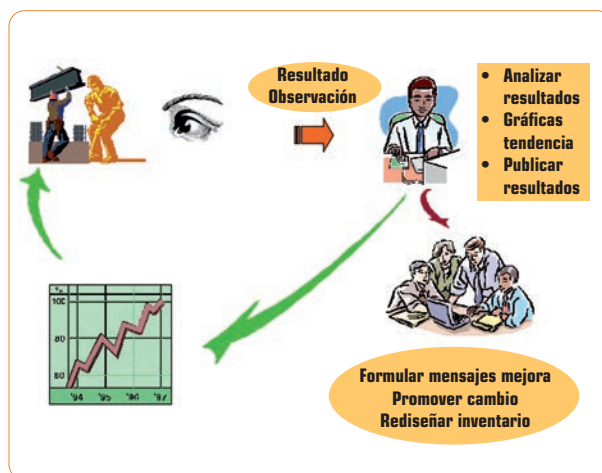 Resultado
Observación
• Analizar
resultados
• Gráficas
tendencia
• Publicar
resultados
100
80
60
'94 '95 '96 '97
Formular mensajes mejora
Promover cambio
Rediseñar inventario